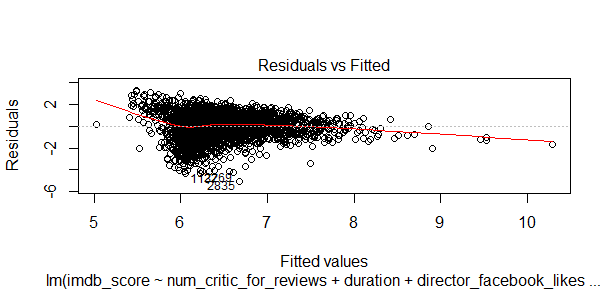 Residuals vs Fitted
Residuals
2
-2
-6
2835
5
6
7
8
9
10
Fitted values
lm(imdb_score ~ num_critic_for_reviews + duration + director_facebook_likes ...